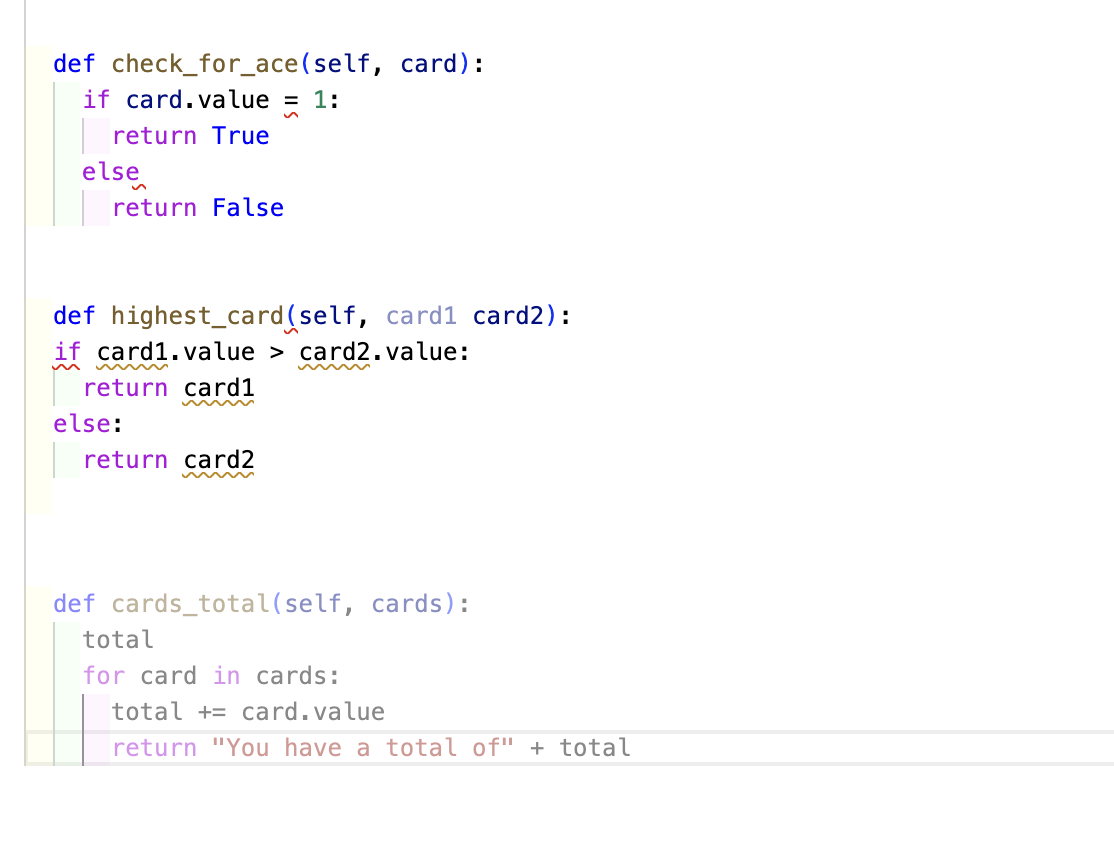 def check_for_ace(self, card):
if card.value = 1:
return True
else
return False
def highest_card(self, card1 card2):
if card1.value > card2.value:
return card1
else:
return card2
def cards_total(self, cards):
total
for card in cards:
total += card.value
return "You have a total of" + total